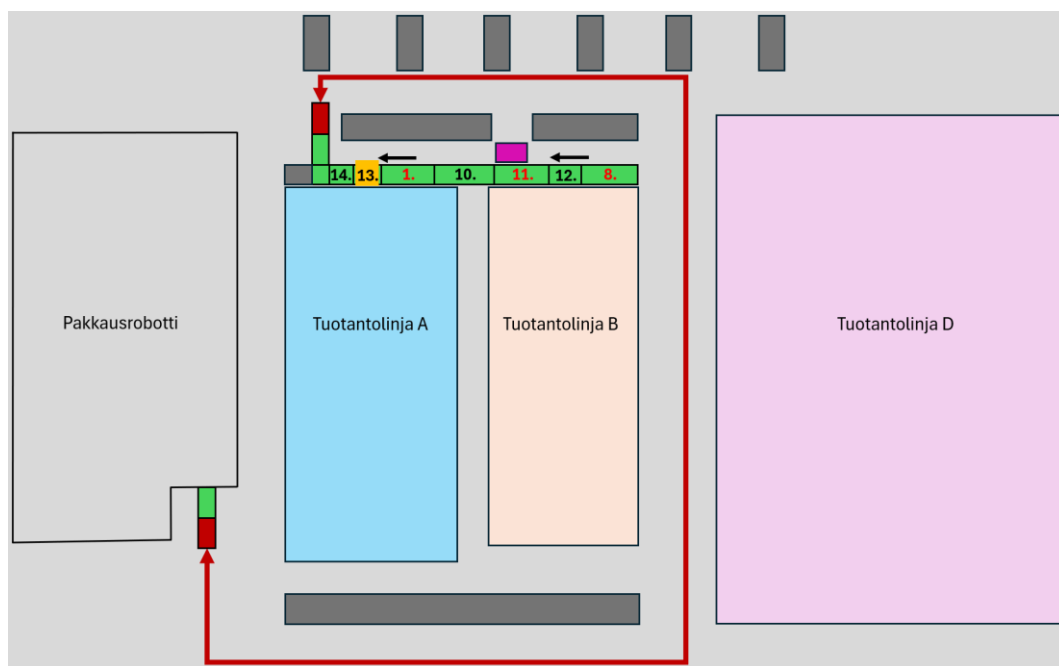 14. 13. 1. 10. 11. 12. 8.
Pakkausrobotti
Tuotantolinja A
Tuotantolinja B
Tuotantolinja D